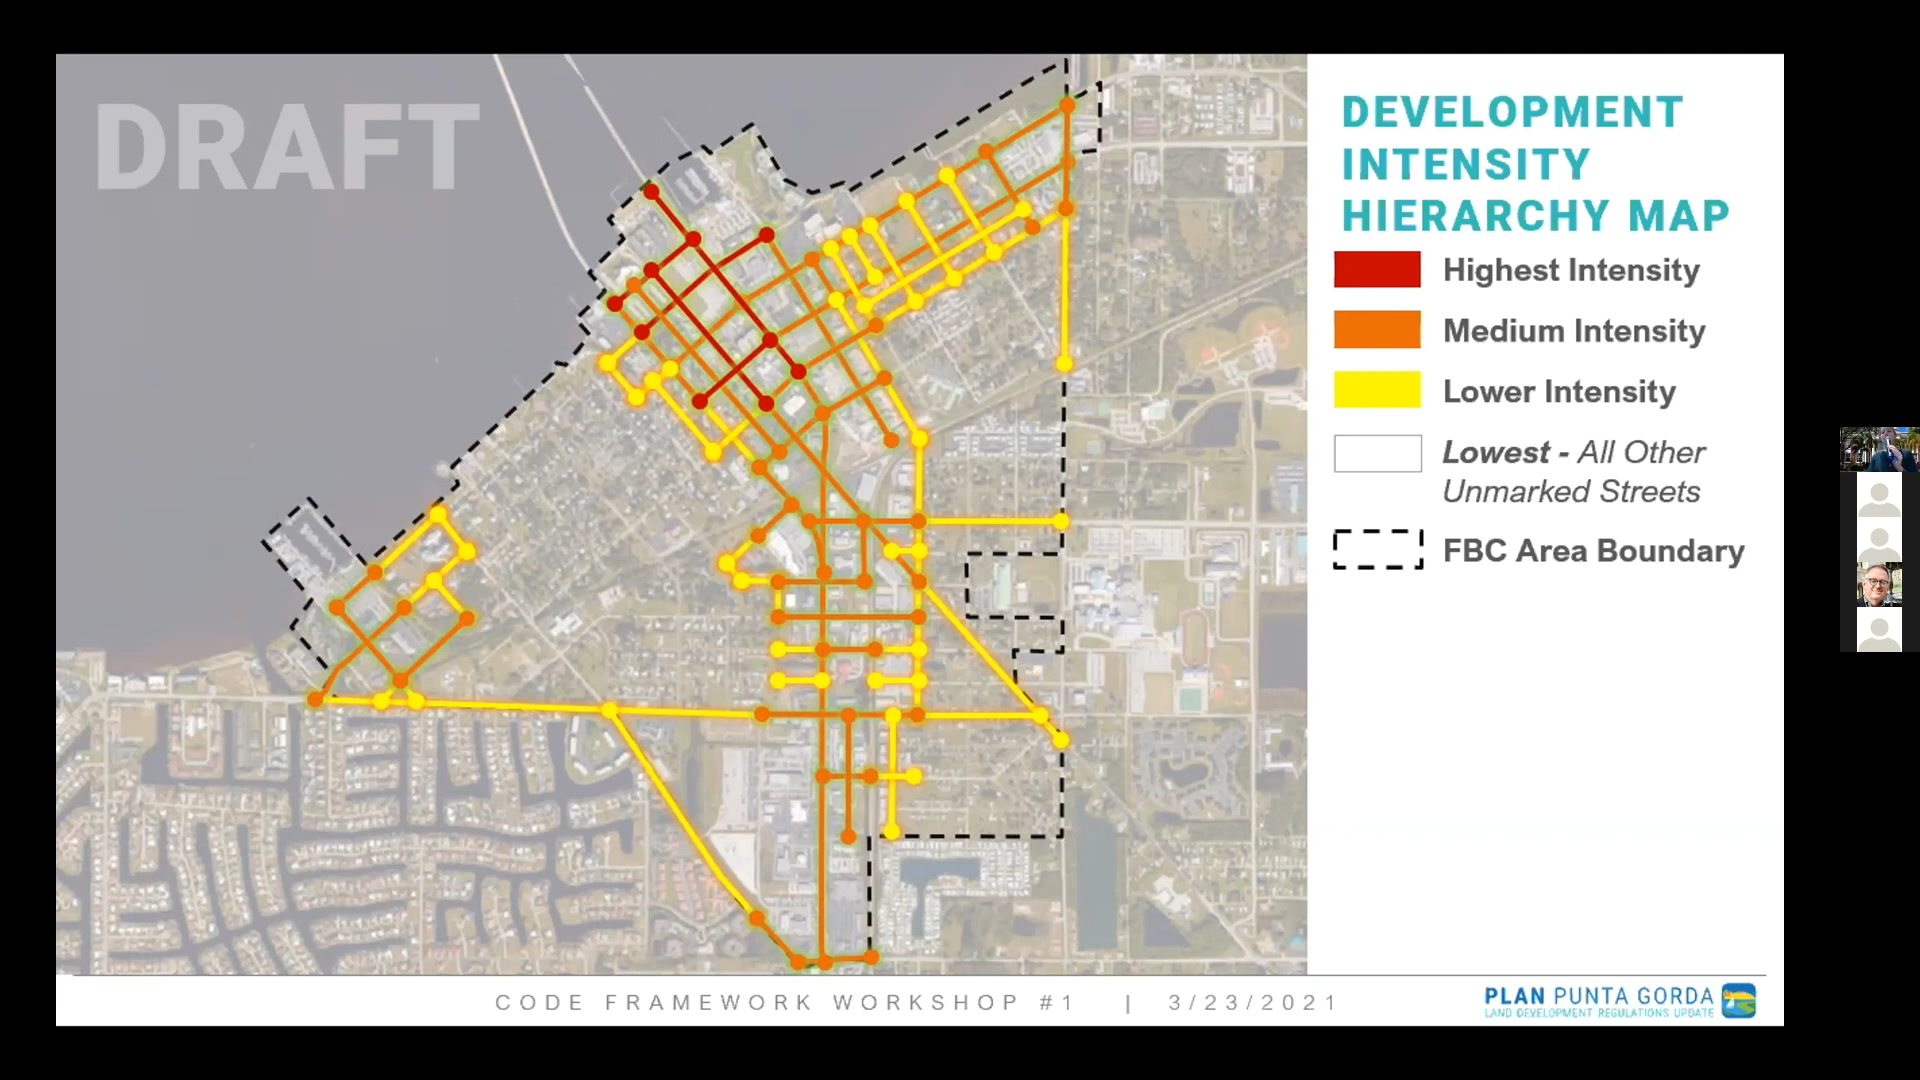 DRAFT
DEVELOPMENT
INTENSITY
HIERARCHY MAP
Highest Intensity
Medium Intensity
Lower Intensity
Lowest - All Other
Unmarked Streets
FBC Area Boundary
CODE FRAMEWORK WORKSHOP #1 | 3/23/2021
PLAN PUNTA GORDA
LAND DEVELOPMENT REGULATIONS UPDATE